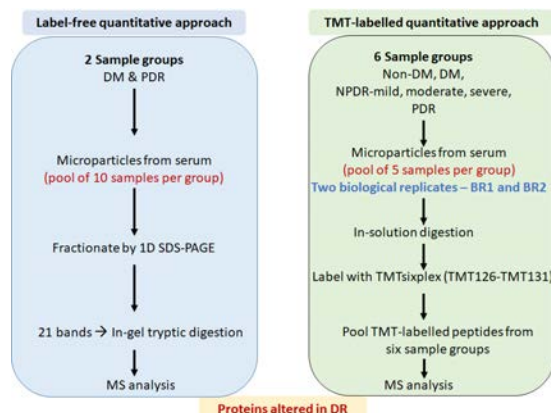 Label-free quantitative approach
2 Sample groups
DM & PDR
Microparticles from serum
(pool of 10 samples per group)
Fractionate by 1D SDS-PAGE
21 bands → In-gel tryptic digestion
MS analysis
TMT-labelled quantitative approach
6 Sample groups
Non-DM, DM,
NPDR-mild, moderate, severe,
PDR
Microparticles from serum
(pool of 5 samples per group)
Two biological replicates – BR1 and BR2
In-solution digestion
Label with TMTsixplex (TMT126-TMT131)
Pool TMT-labelled peptides from
six sample groups
MS analysis
Proteins altered in DR